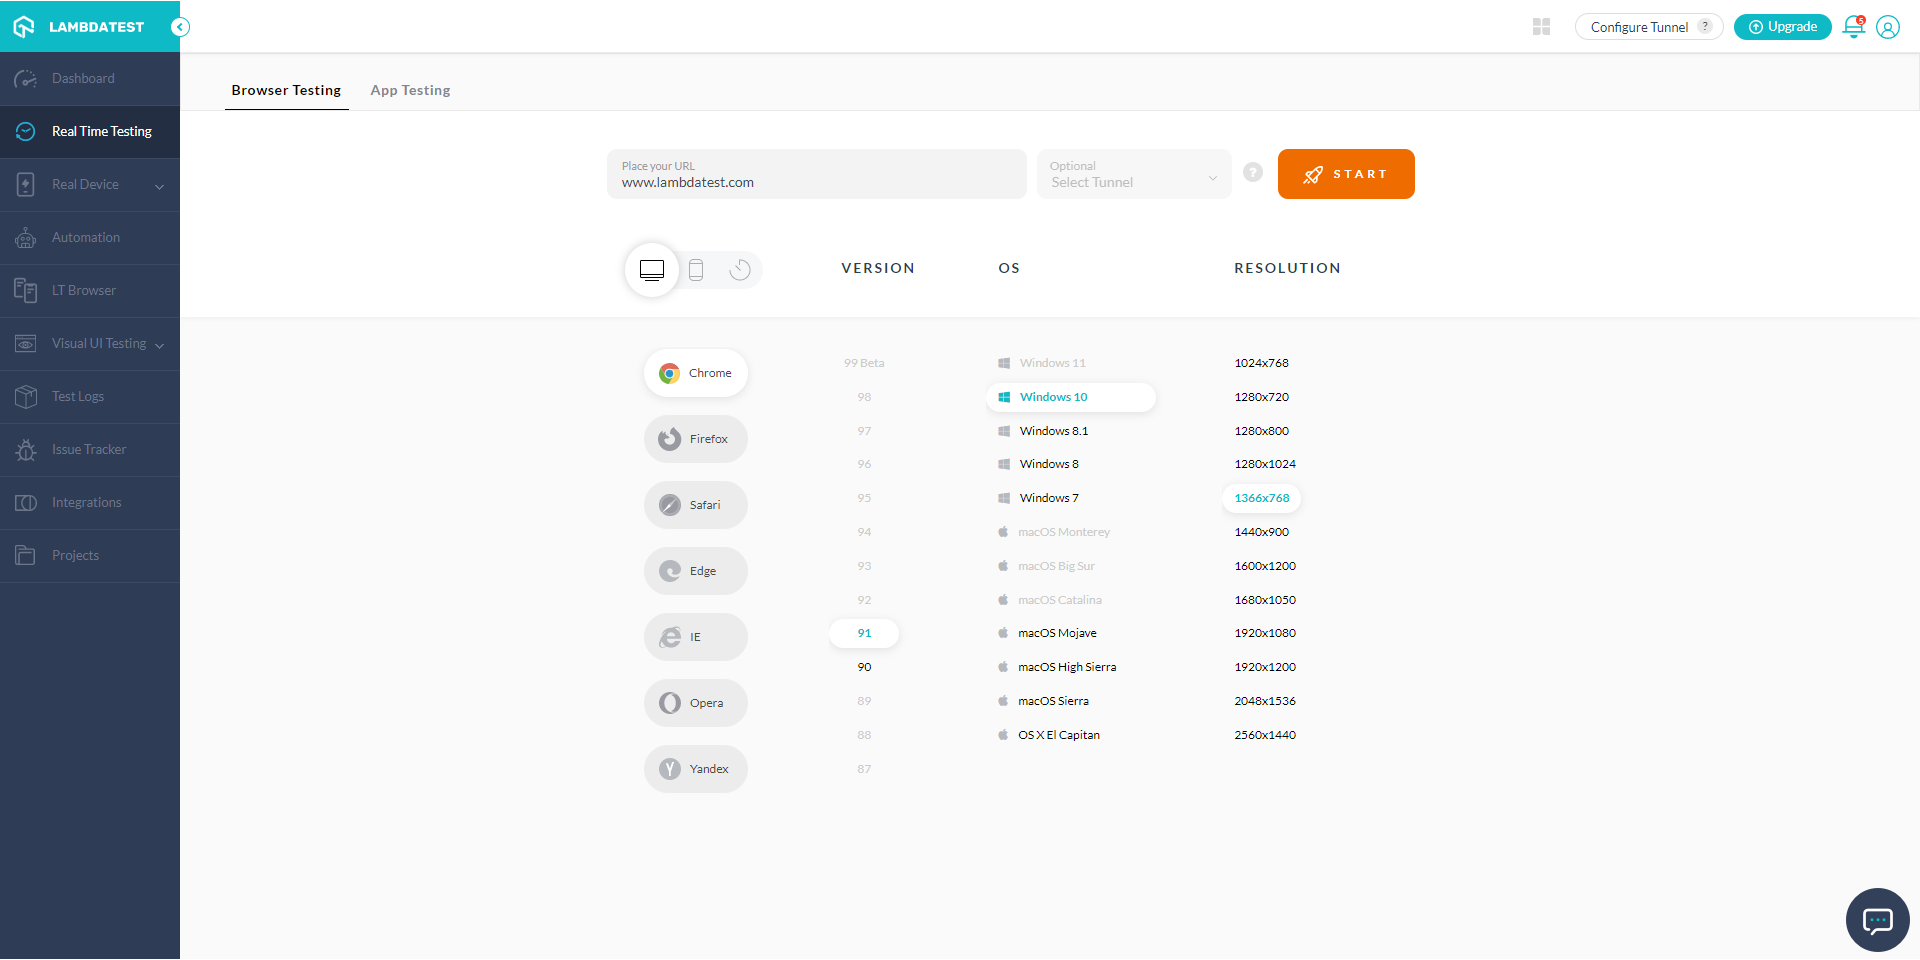 LAMBDATEST
Configure Tunnel ?
Upgrade
5
Dashboard
Real Time Testing
Real Device
Automation
LT Browser
Visual UI Testing
Test Logs
Issue Tracker
Integrations
Projects
Browser Testing
App Testing
Place your URL
www.lambdatest.com
Optional
Select Tunnel
?
START
VERSION
OS
RESOLUTION
Chrome
Firefox
Safari
Edge
IE
Opera
Yandex
99 Beta
98
97
96
95
94
93
92
91
90
89
88
87
Windows 11
Windows 10
Windows 8.1
Windows 8
Windows 7
macOS Monterey
macOS Big Sur
macOS Catalina
macOS Mojave
macOS High Sierra
macOS Sierra
OS X El Capitan
1024x768
1280x720
1280x800
1280x1024
1366x768
1440x900
1600x1200
1680x1050
1920x1080
1920x1200
2048x1536
2560x1440